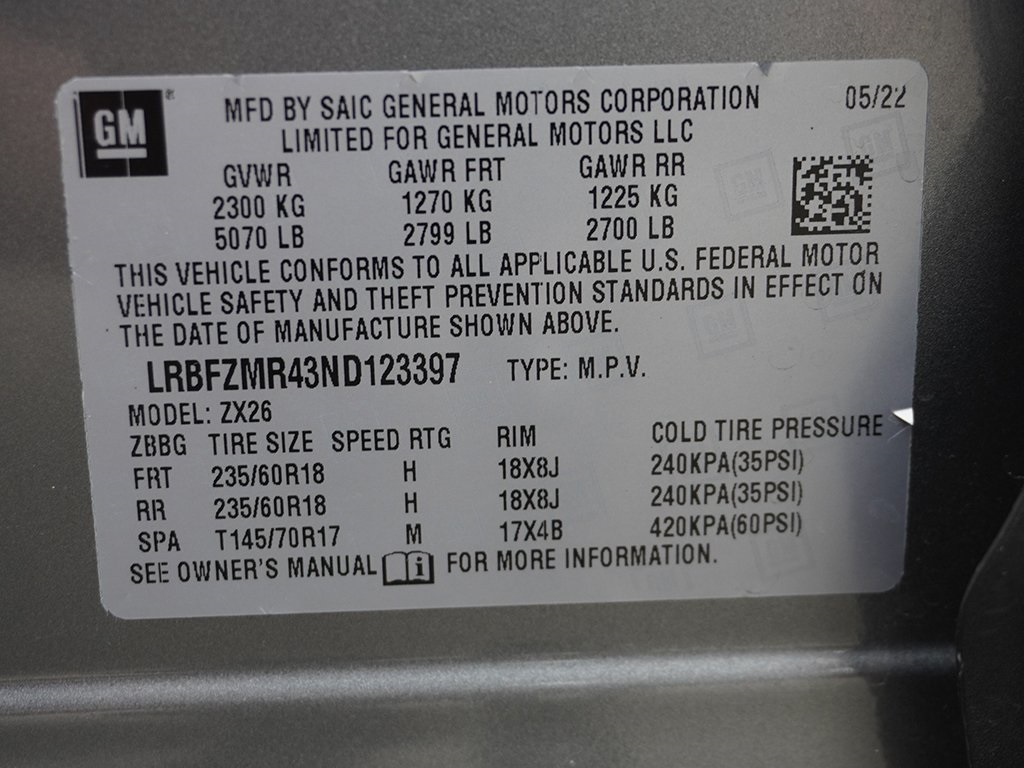 GM
MFD BY SAIC GENERAL MOTORS CORPORATION 05/22
LIMITED FOR GENERAL MOTORS LLC
GVWR GAWR FRT GAWR RR
2300 KG 1270 KG 1225 KG
5070 LB 2799 LB 2700 LB
THIS VEHICLE CONFORMS TO ALL APPLICABLE U.S. FEDERAL MOTOR
VEHICLE SAFETY AND THEFT PREVENTION STANDARDS IN EFFECT ON
THE DATE OF MANUFACTURE SHOWN ABOVE.
LRBFZMR43ND123397 TYPE: M.P.V.
MODEL: ZX26
ZBBG TIRE SIZE SPEED RTG RIM COLD TIRE PRESSURE
FRT 235/60R18 H 18X8J 240KPA(35PSI)
RR 235/60R18 H 18X8J 240KPA(35PSI)
SPA T145/70R17 M 17X4B 420KPA(60PSI)
SEE OWNER'S MANUAL i FOR MORE INFORMATION.